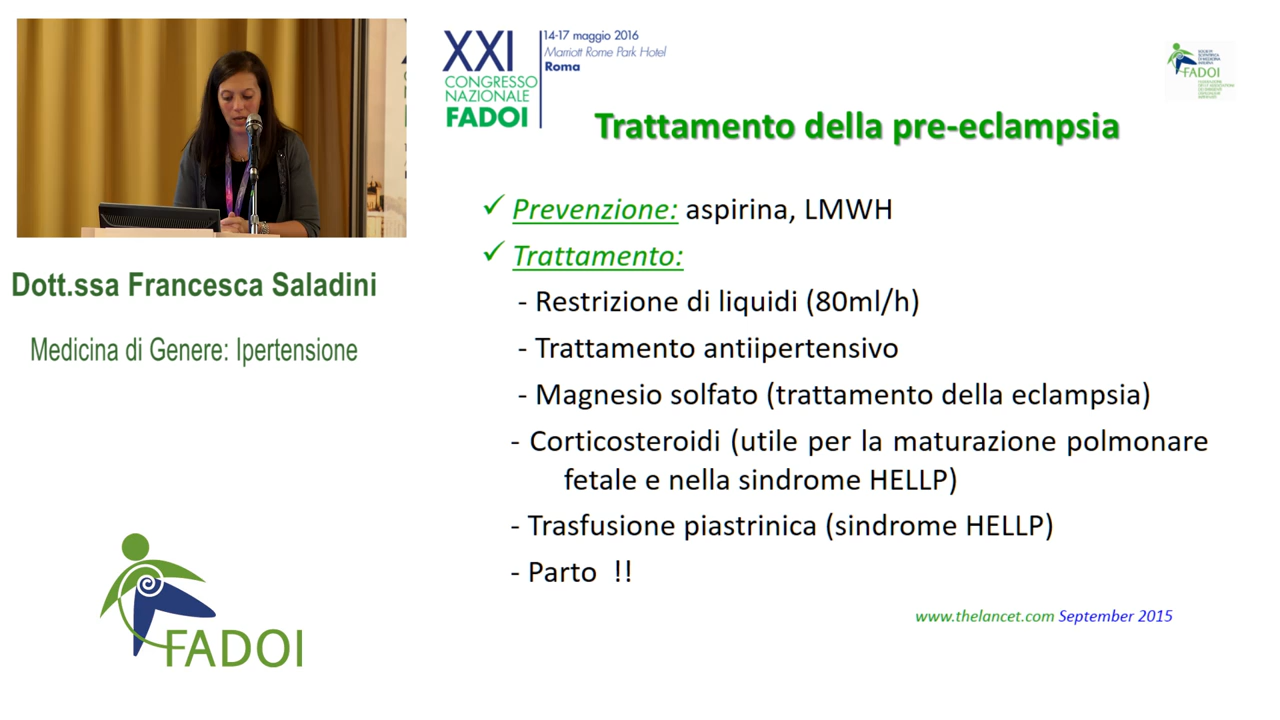 XXI
CONGRESSO
NAZIONALE
FADOI
14-17 maggio 2016
Marriott Rome Park Hotel
Roma
FADOI
Trattamento della pre-eclampsia
✓ Prevenzione: aspirina, LMWH
✓ Trattamento:
- Restrizione di liquidi (80ml/h)
- Trattamento antiipertensivo
- Magnesio solfato (trattamento della eclampsia)
- Corticosteroidi (utile per la maturazione polmonare
fetale e nella sindrome HELLP)
- Trasfusione piastrinica (sindrome HELLP)
- Parto !!
www.thelancet.com September 2015
Dott.ssa Francesca Saladini
Medicina di Genere: Ipertensione
FADOI